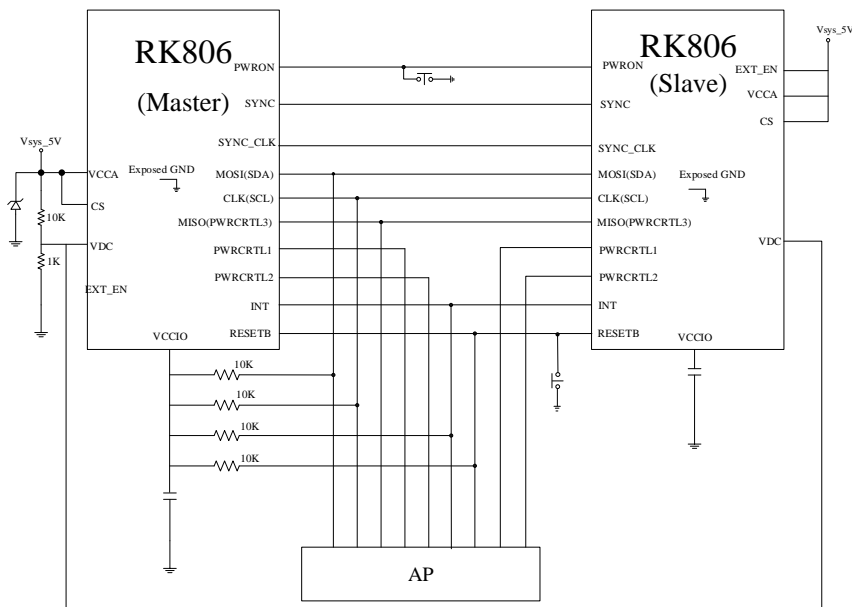 RK806
(Master)
PWRON
SYNC
SYNC_CLK
MOSI(SDA)
CLK(SCL)
MISO(PWRCRTL3)
PWRCRTL1
PWRCRTL2
INT
RESETB
Vsys_5V
VCCA
CS
VDC
EXT_EN
Exposed GND
VCCIO
10K
1K
10K
10K
10K
10K
RK806
(Slave)
PWRON
SYNC
SYNC_CLK
MOSI(SDA)
CLK(SCL)
MISO(PWRCRTL3)
PWRCRTL1
PWRCRTL2
INT
RESETB
Vsys_5V
EXT_EN
VCCA
CS
Exposed GND
VDC
VCCIO
AP